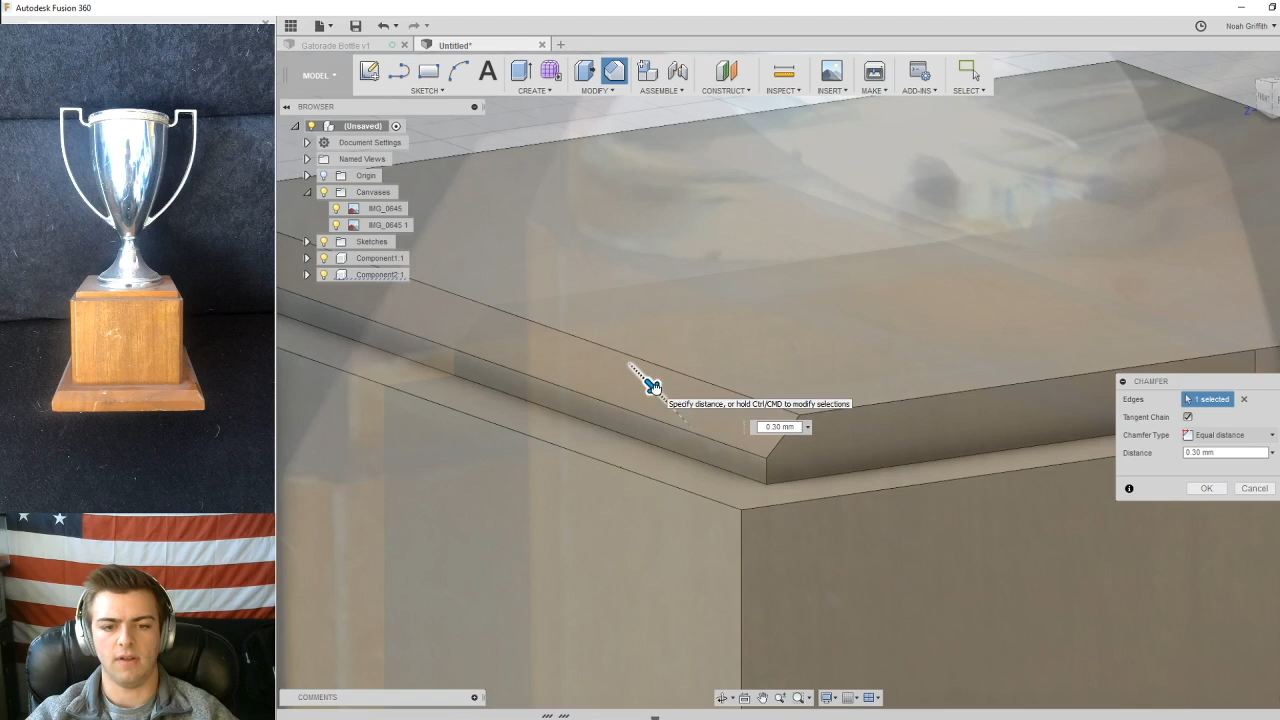 Autodesk Fusion 360
Noah Griffith
Gatorade Bottle v1
Untitled*
MODEL
SKETCH
CREATE
MODIFY
ASSEMBLE
CONSTRUCT
INSPECT
INSERT
MAKE
ADD-INS
SELECT
BROWSER
(Unsaved)
Document Settings
Named Views
Origin
Canvases
IMG_0645
IMG_0645 1
Sketches
Component1:1
Component2:1
Specify distance, or hold Ctrl/CMD to modify selections
0.30 mm
CHAMFER
Edges 1 selected
Tangent Chain
Chamfer Type Equal distance
Distance 0.30 mm
OK Cancel
COMMENTS